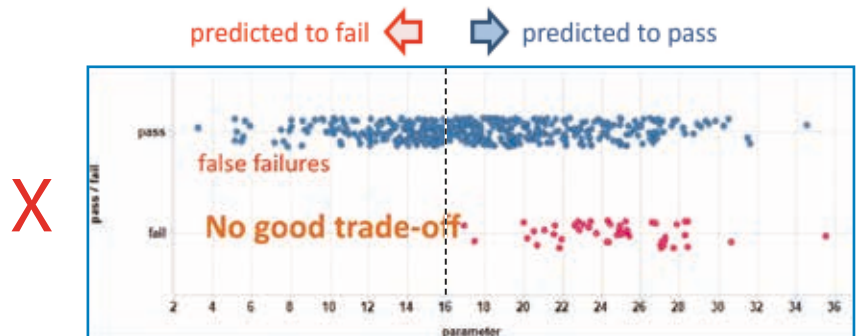 predicted to fail predicted to pass
X
pass / fail
pass
false failures
No good trade-off
fail
2 4 6 8 10 12 14 16 18 20 22 24 26 28 30 32 34 36
parameter